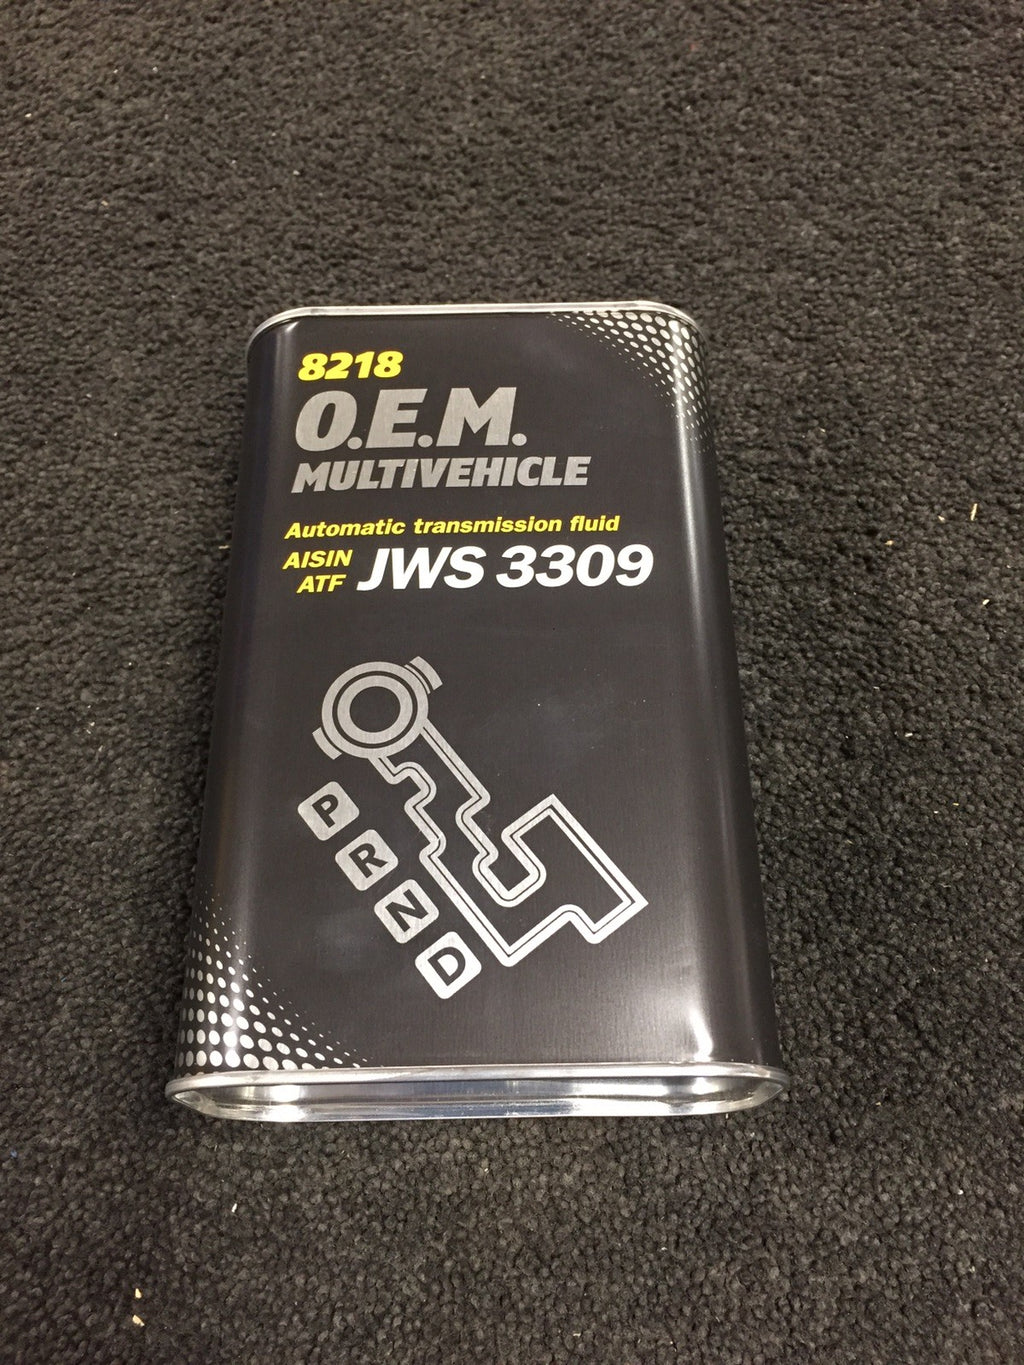 8218
O.E.M.
MULTIVEHICLE
Automatic transmission fluid
AISIN
ATF JWS 3309
P
R
N
D